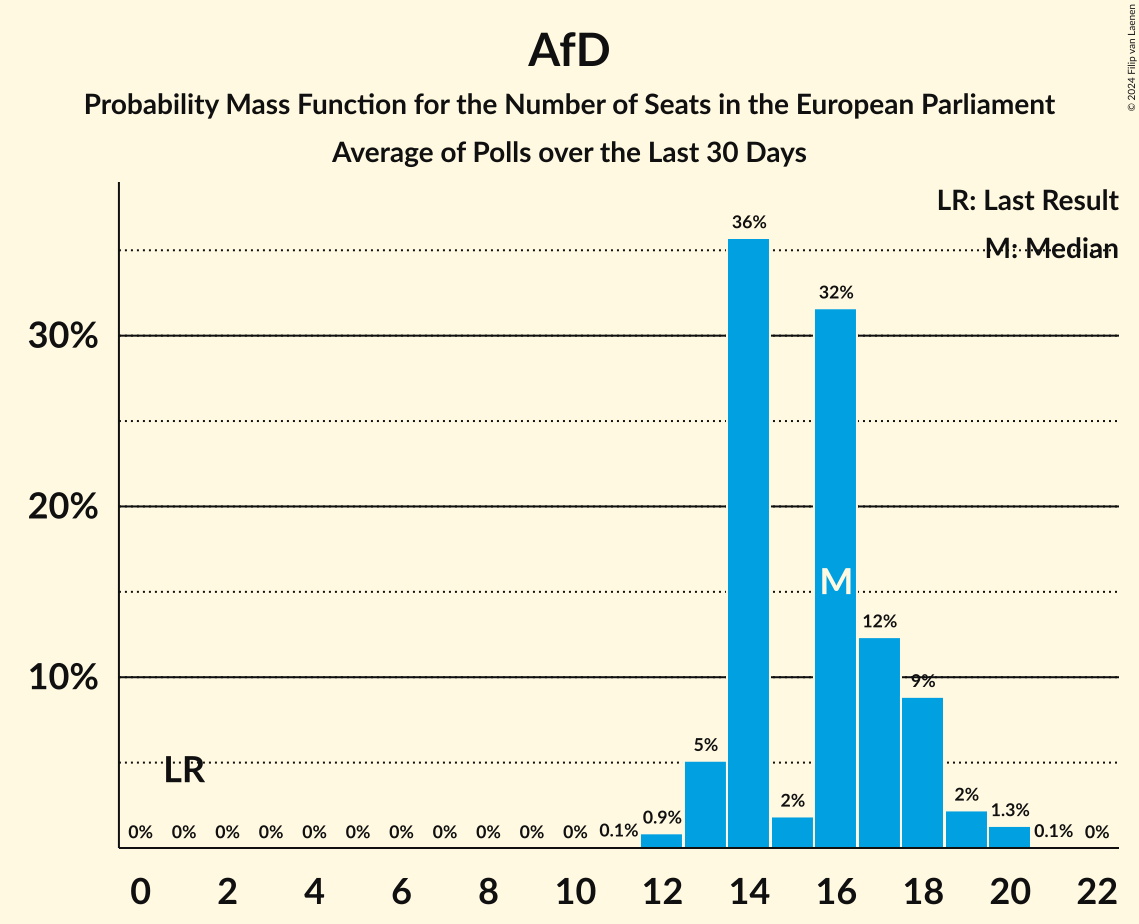 AfD
Probability Mass Function for the Number of Seats in the European Parliament
Average of Polls over the Last 30 Days
© 2024 Filip van Laenen
LR: Last Result
M: Median
36%
32%
30%
20%
M
12%
10%
9%
5%
LR
2%
2%
1.3%
0.9%
0% 0% 0% 0% 0% 0% 0% 0% 0% 0% 0% 0.1% 0.1% 0%
0 2 4 6 8 10 12 14 16 18 20 22